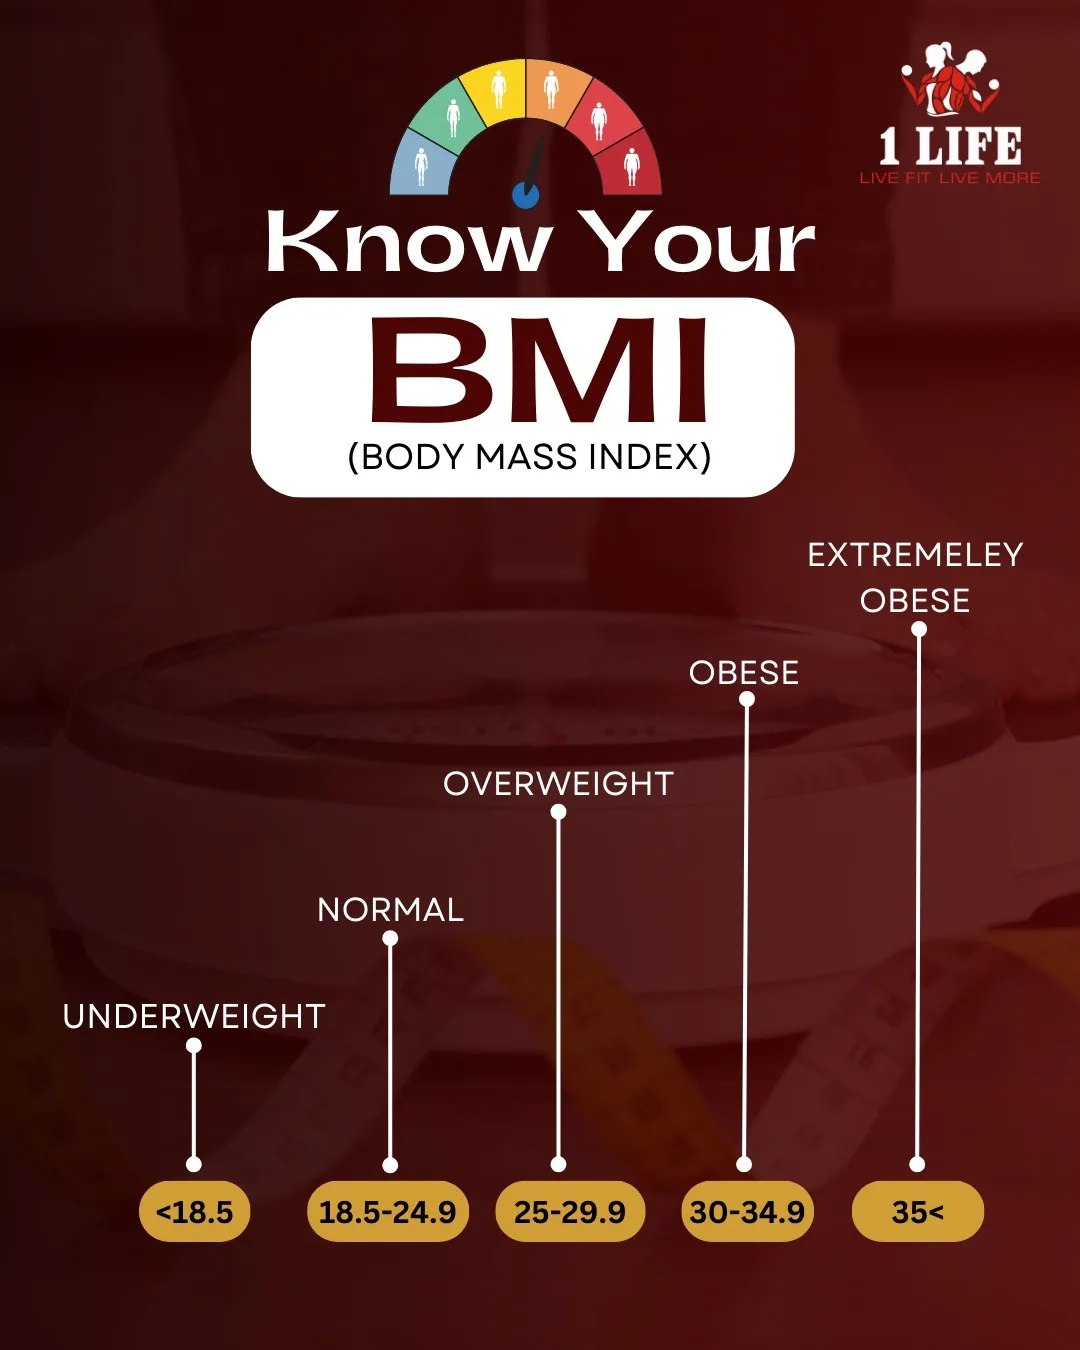 1 LIFE
LIVE FIT LIVE MORE
Know Your
BMI
(BODY MASS INDEX)
EXTREMELEY
OBESE
OBESE
OVERWEIGHT
NORMAL
UNDERWEIGHT
<18.5
18.5-24.9
25-29.9
30-34.9
35<